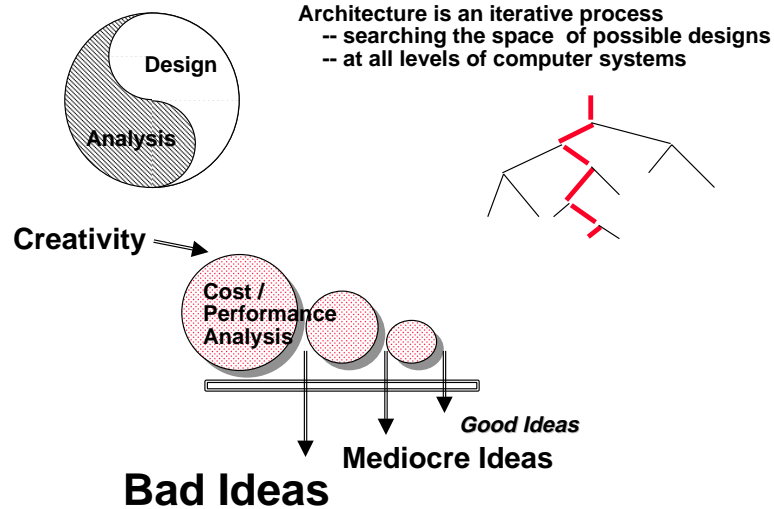 Architecture is an iterative process
-- searching the space of possible designs
-- at all levels of computer systems
Design
Analysis
Creativity
Cost /
Performance
Analysis
Good Ideas
Mediocre Ideas
Bad Ideas